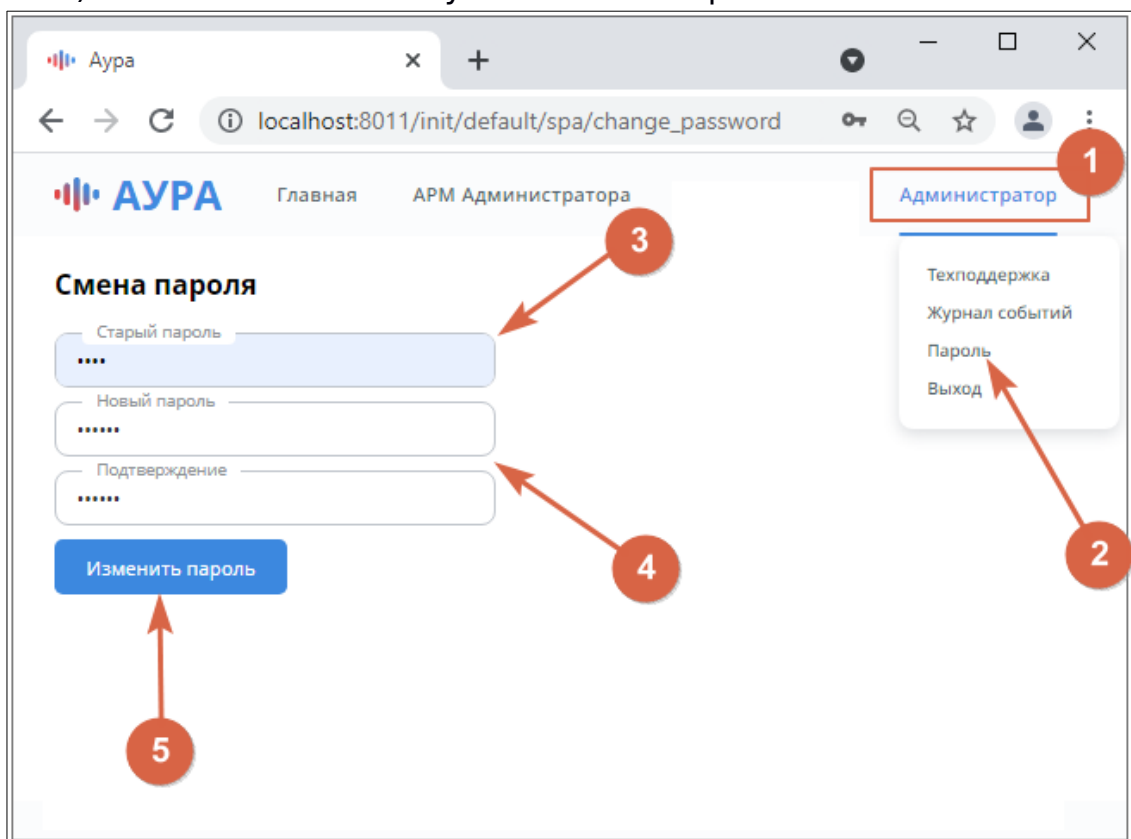 Аура
localhost:8011/init/default/spa/change_password
1
АУРА Главная АРМ Администратора Администратор
3
Смена пароля
Техподдержка
Журнал событий
Пароль
Выход
Старый пароль
••••
Новый пароль
••••••
Подтверждение
••••••
2
4
Изменить пароль
5